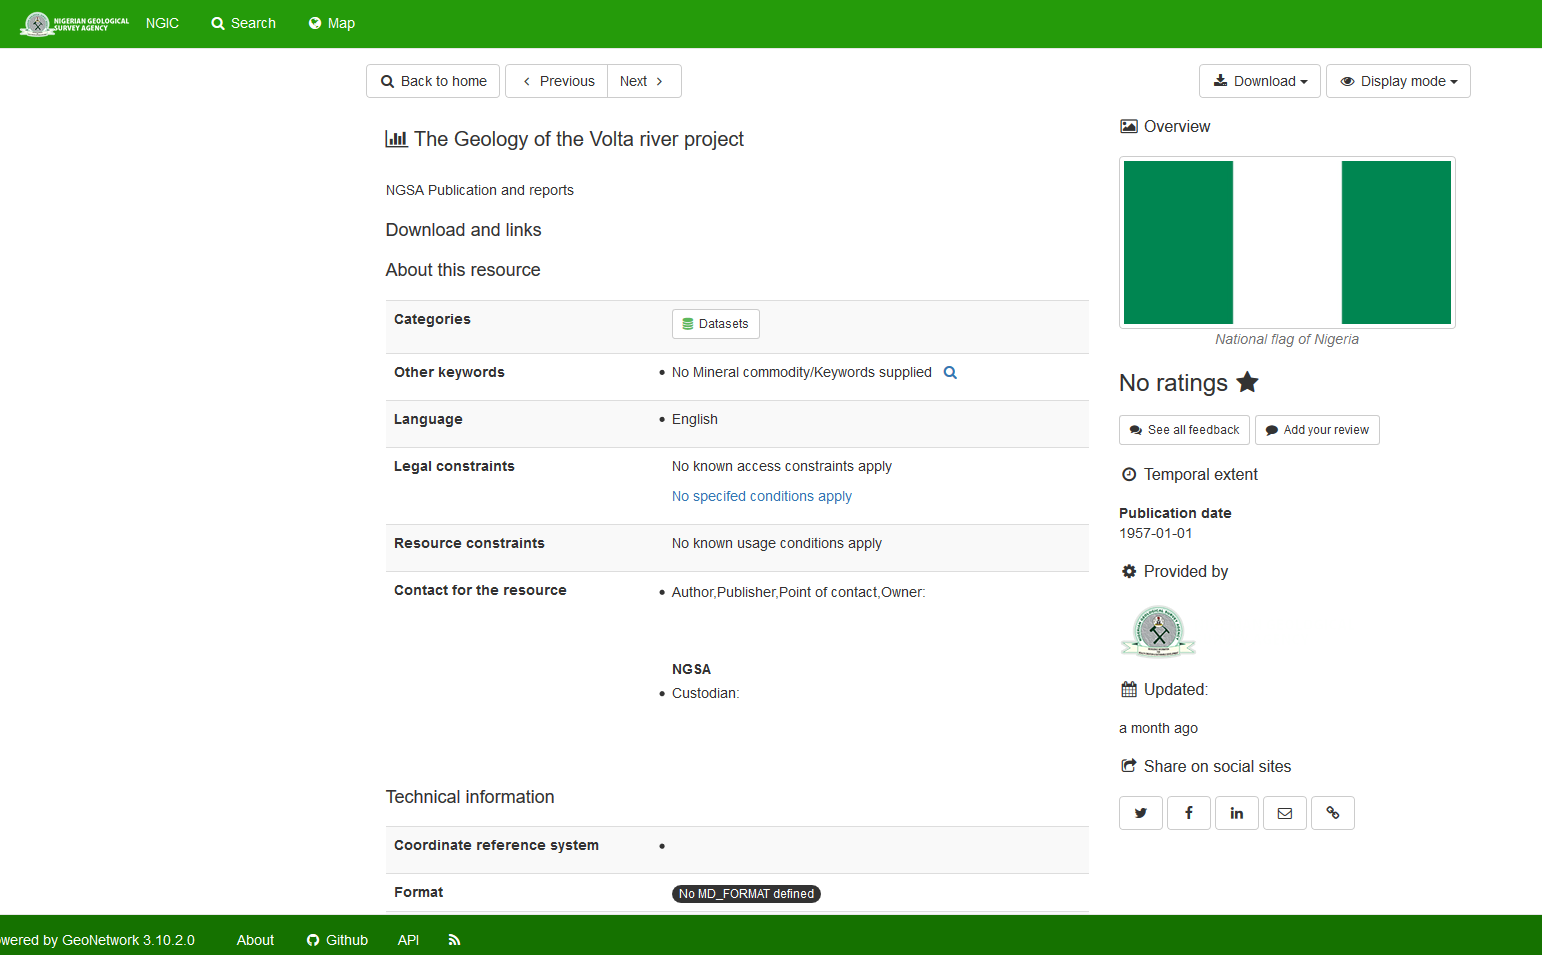 NIGERIAN GEOLOGICAL
SURVEY AGENCY
NGIC
Search
Map
Back to home
Previous
Next
Download
Display mode
The Geology of the Volta river project
NGSA Publication and reports
Download and links
About this resource
Categories
Datasets
Other keywords
• No Mineral commodity/Keywords supplied
Language
• English
Legal constraints
No known access constraints apply
No specifed conditions apply
Resource constraints
No known usage conditions apply
Contact for the resource
• Author,Publisher,Point of contact,Owner:
NGSA
• Custodian:
Technical information
Coordinate reference system
•
Format
No MD_FORMAT defined
Overview
National flag of Nigeria
No ratings
See all feedback
Add your review
Temporal extent
Publication date
1957-01-01
Provided by
Updated:
a month ago
Share on social sites
wered by GeoNetwork 3.10.2.0
About
Github
API